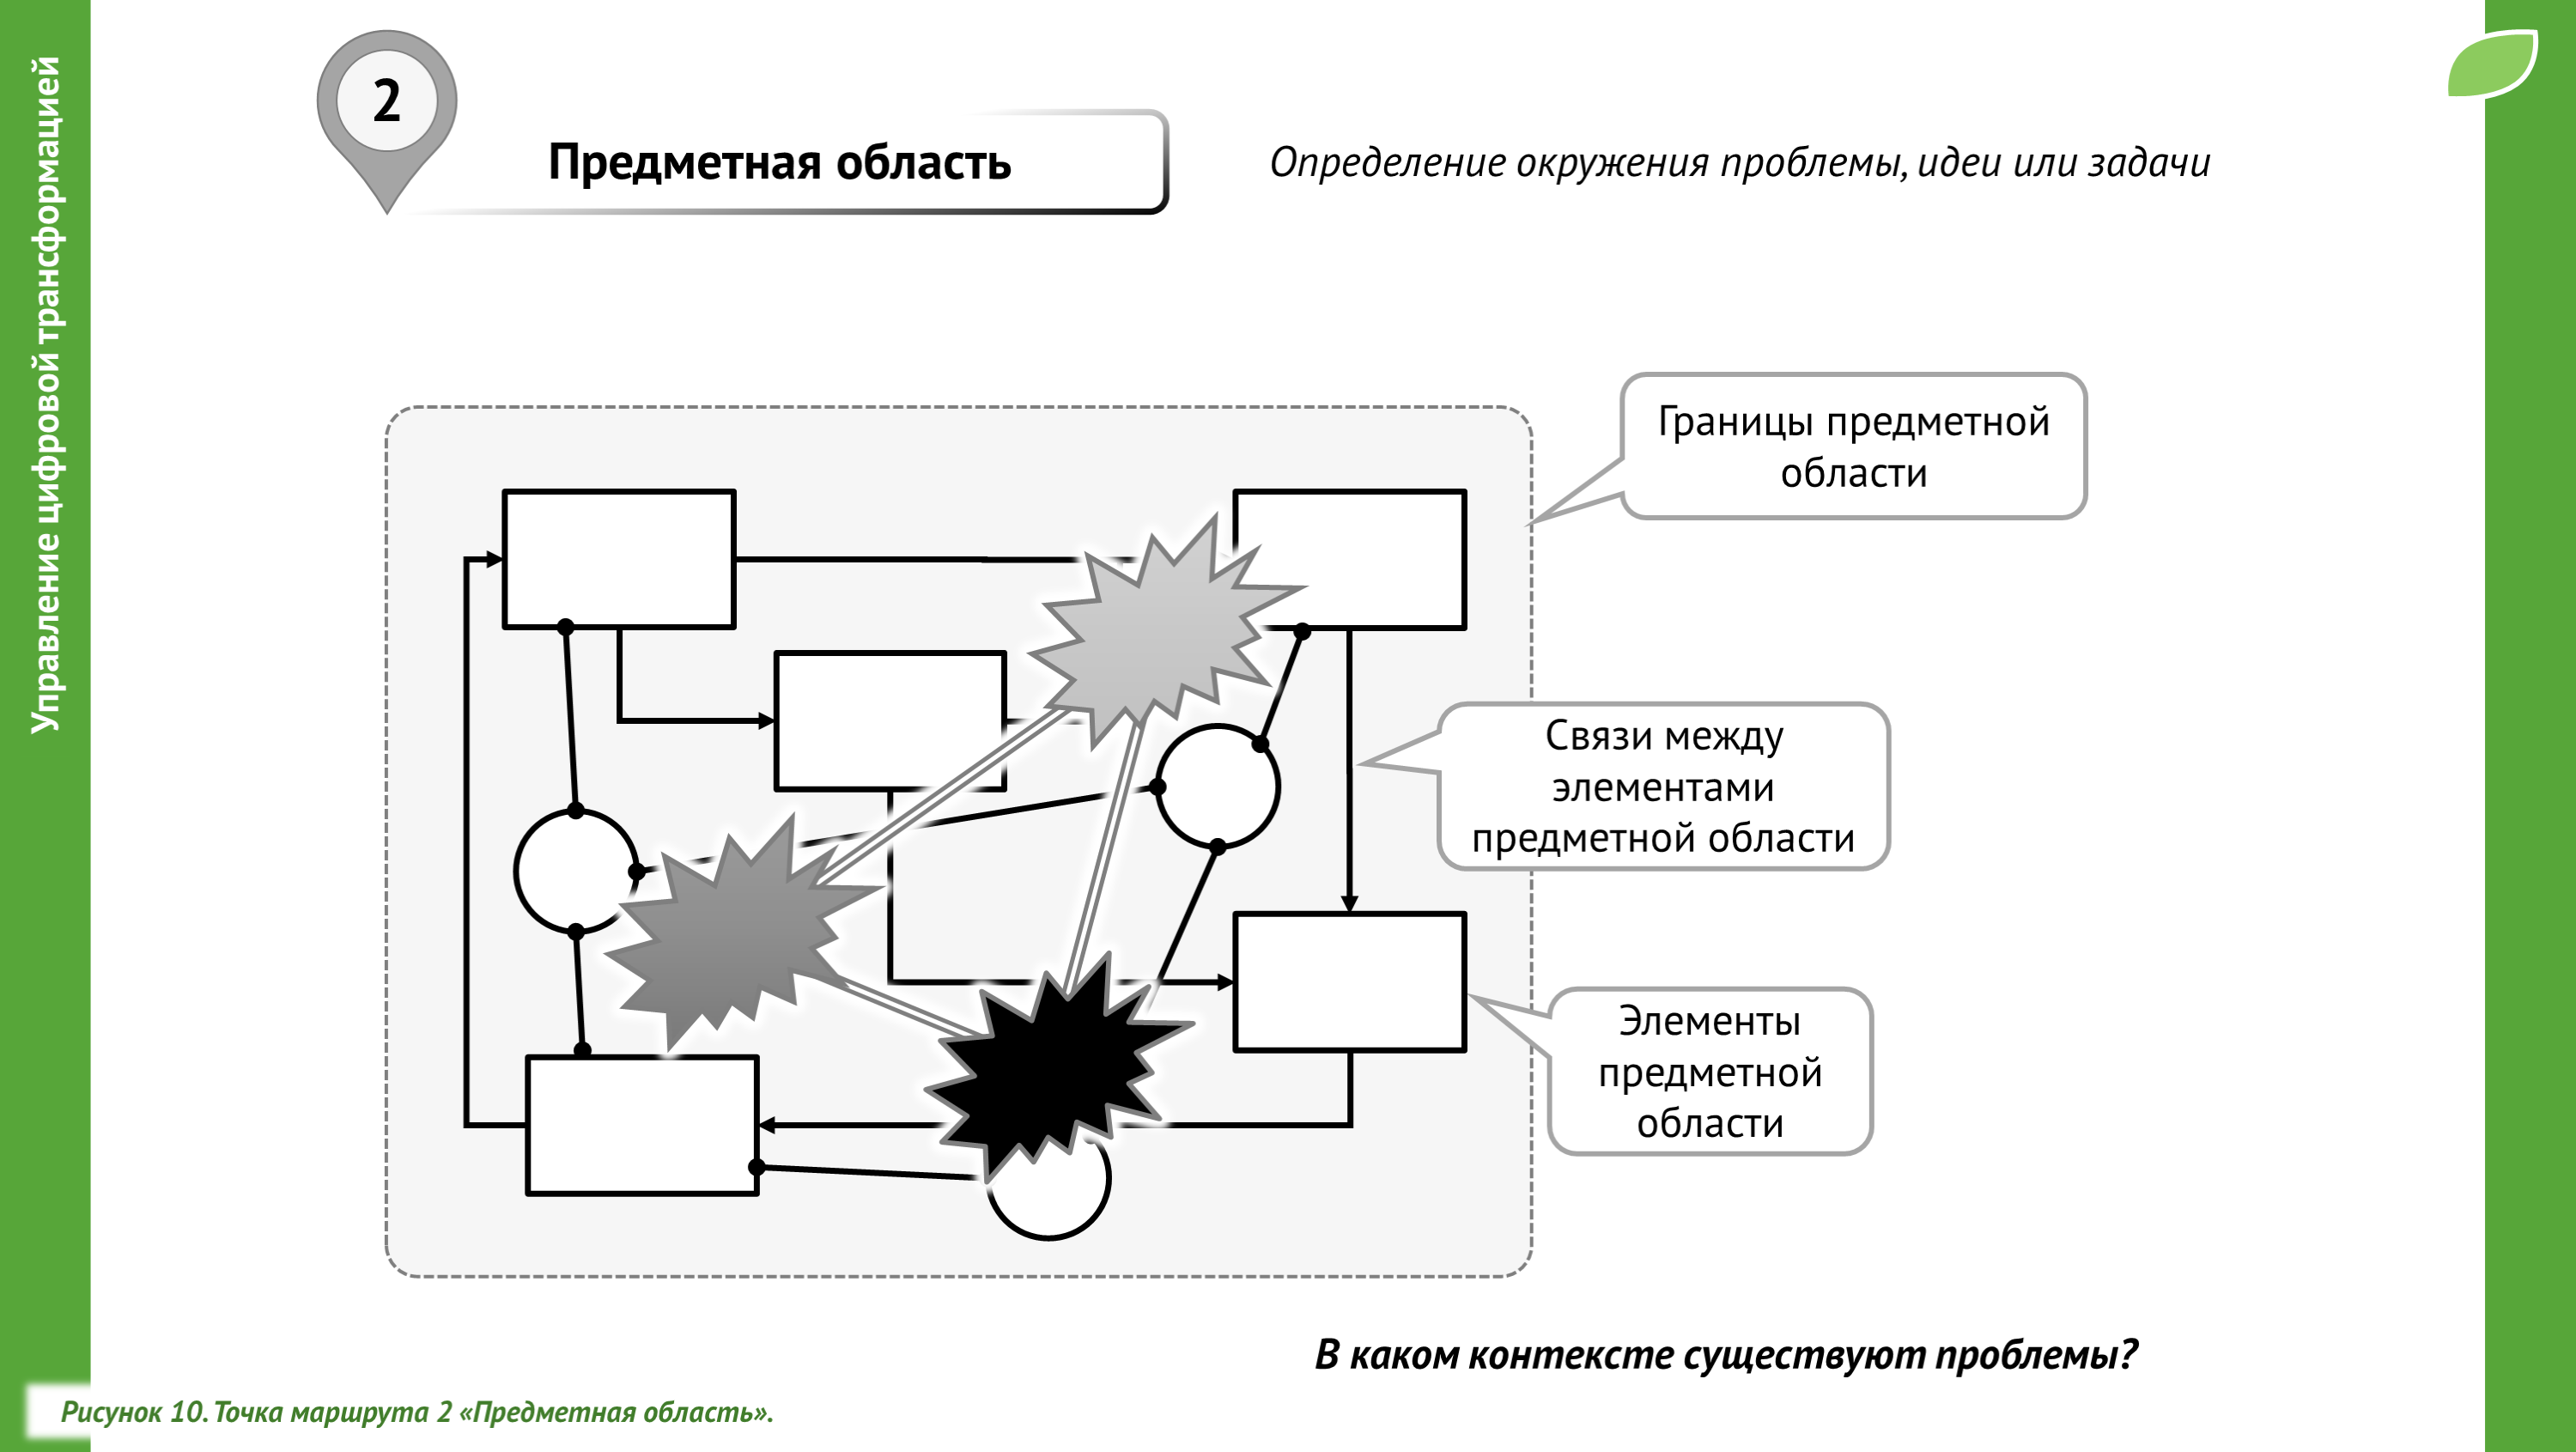 Управление цифровой трансформацией
2
Предметная область
Определение окружения проблемы, идеи или задачи
Границы предметной
области
Связи между
элементами
предметной области
Элементы
предметной
области
В каком контексте существуют проблемы?
Рисунок 10. Точка маршрута 2 «Предметная область».